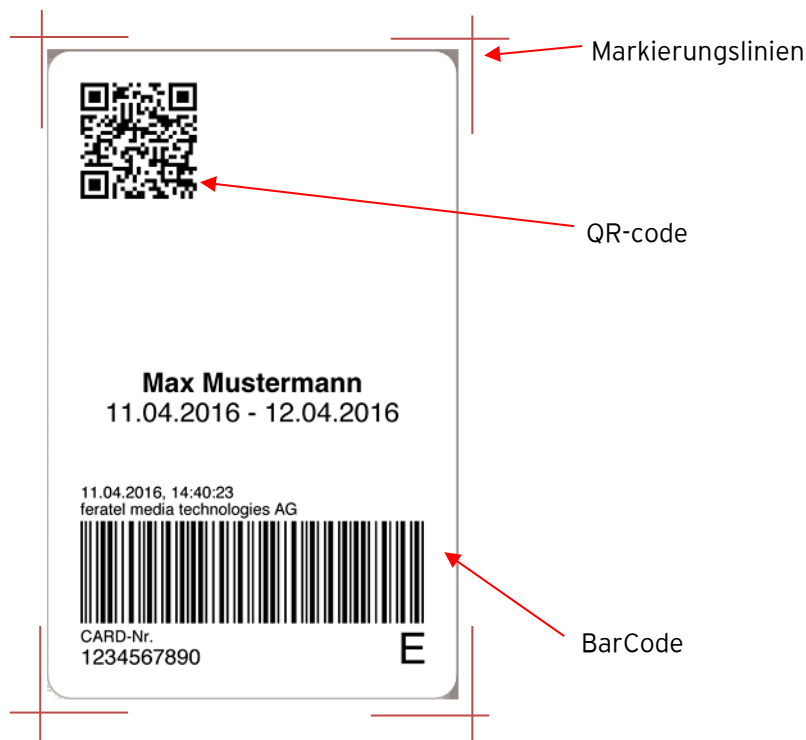 Markierungslinien
QR-code
Max Mustermann
11.04.2016 - 12.04.2016
11.04.2016, 14:40:23
feratel media technologies AG
BarCode
CARD-Nr.
1234567890
E